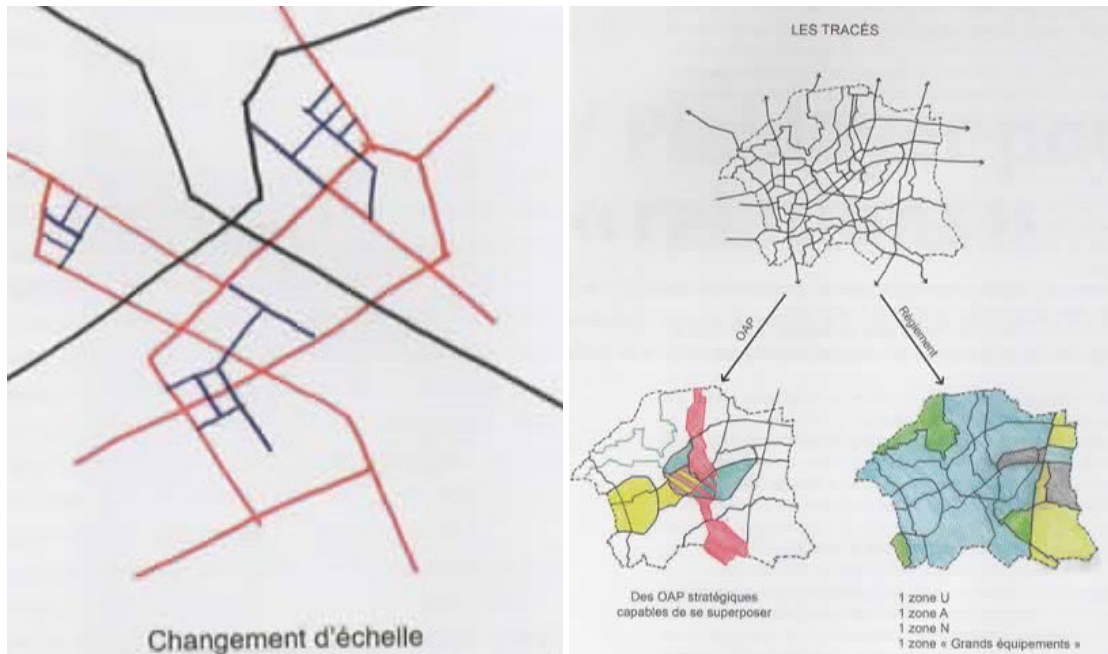 Changement d'échelle
LES TRACÉS
OAP
Règlement
Des OAP stratégiques
capables de se superposer
1 zone U
1 zone A
1 zone N
1 zone « Grands équipements »